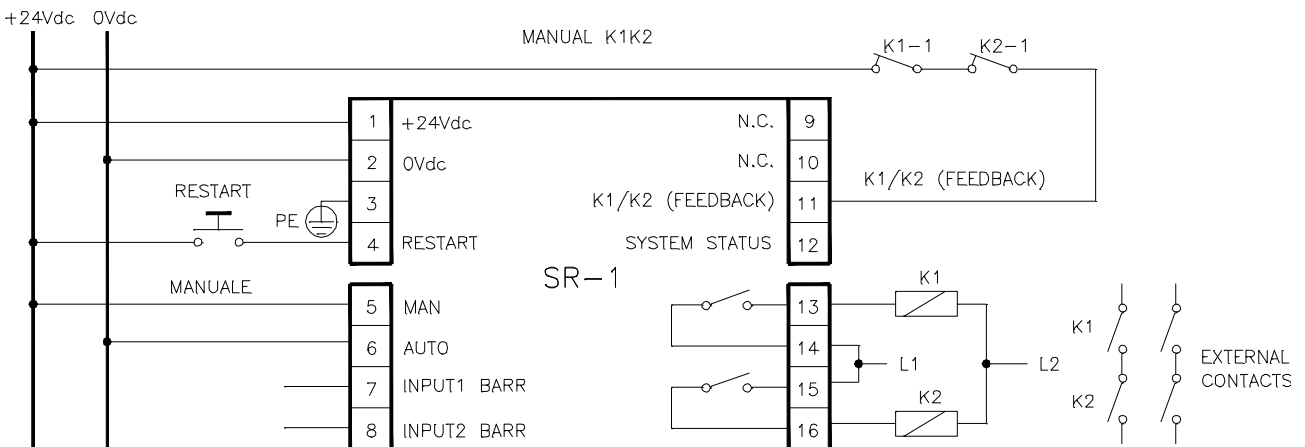 +24Vdc 0Vdc
MANUAL K1K2
K1-1 K2-1
1 +24Vdc N.C. 9
2 0Vdc N.C. 10
K1/K2 (FEEDBACK)
RESTART
PE 3 K1/K2 (FEEDBACK) 11
4 RESTART SYSTEM STATUS 12
SR-1
MANUALE
K1
5 MAN 13
K1
6 AUTO 14
L1 L2
EXTERNAL
CONTACTS
7 INPUT1 BARR 15
K2
K2
8 INPUT2 BARR 16